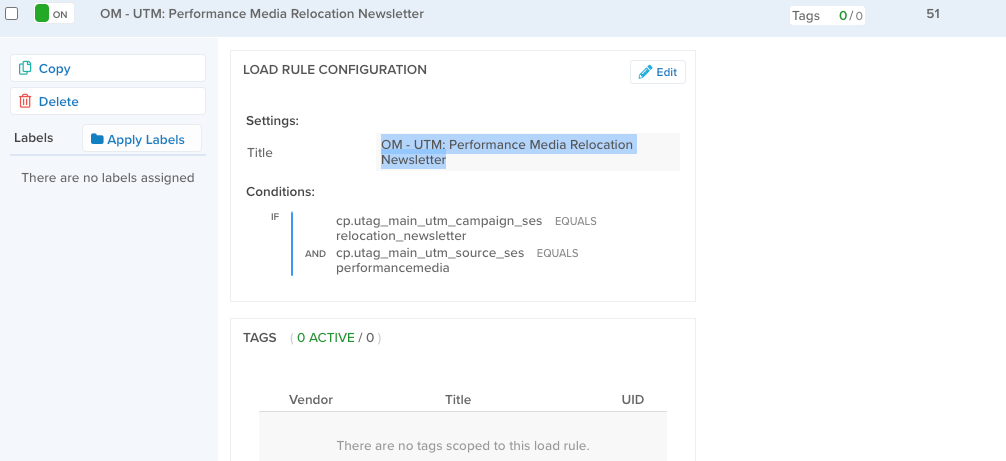 ON OM - UTM: Performance Media Relocation Newsletter Tags 0 / 0 51
Copy
Delete
Labels Apply Labels
There are no labels assigned
LOAD RULE CONFIGURATION Edit
Settings:
Title OM - UTM: Performance Media Relocation
Newsletter
Conditions:
IF cp.utag_main_utm_campaign_ses EQUALS
relocation_newsletter
AND cp.utag_main_utm_source_ses EQUALS
performancemedia
TAGS ( 0 ACTIVE / 0 )
Vendor Title UID
There are no tags scoped to this load rule.